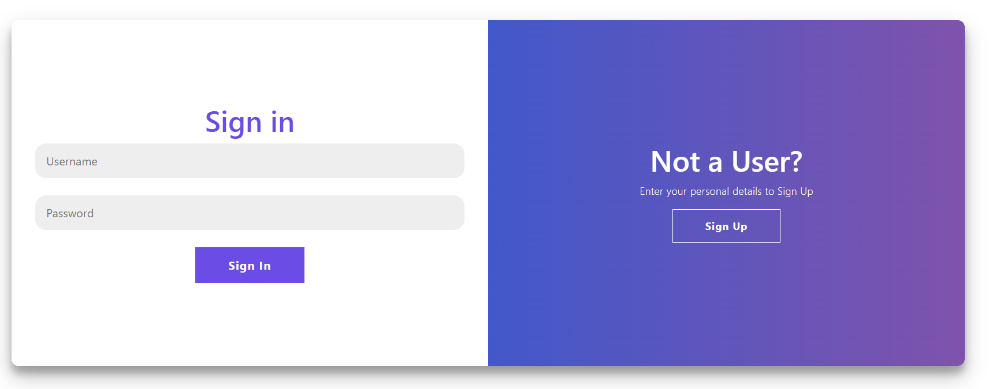 Sign in
Username
Password
Sign In
Not a User?
Enter your personal details to Sign Up
Sign Up